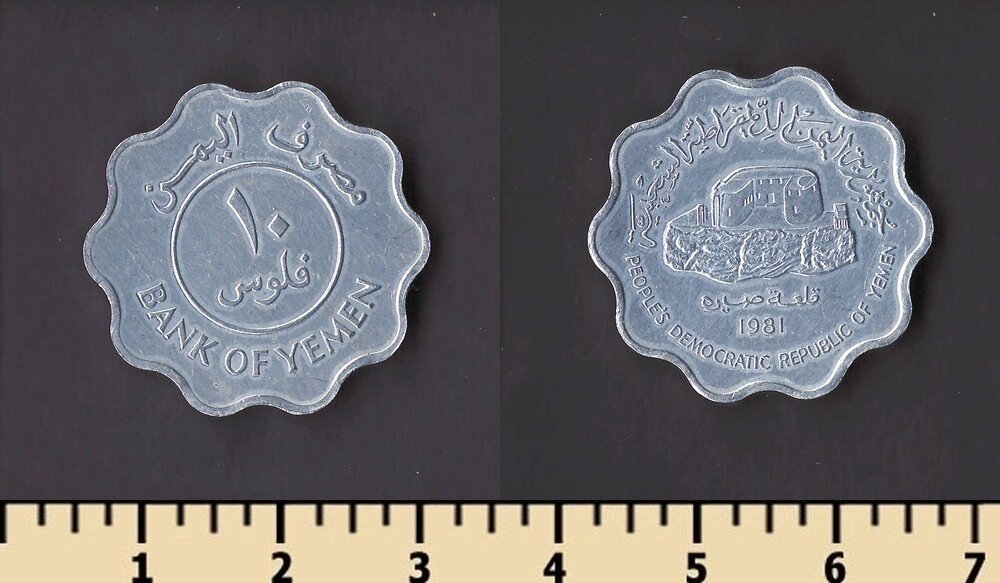 مصرف اليمن
١٠
فلوس
BANK OF YEMEN
جمهورية اليمن الديمقراطية الشعبية
قلعة صيره
1981
PEOPLE'S DEMOCRATIC REPUBLIC OF YEMEN
1 2 3 4 5 6 7